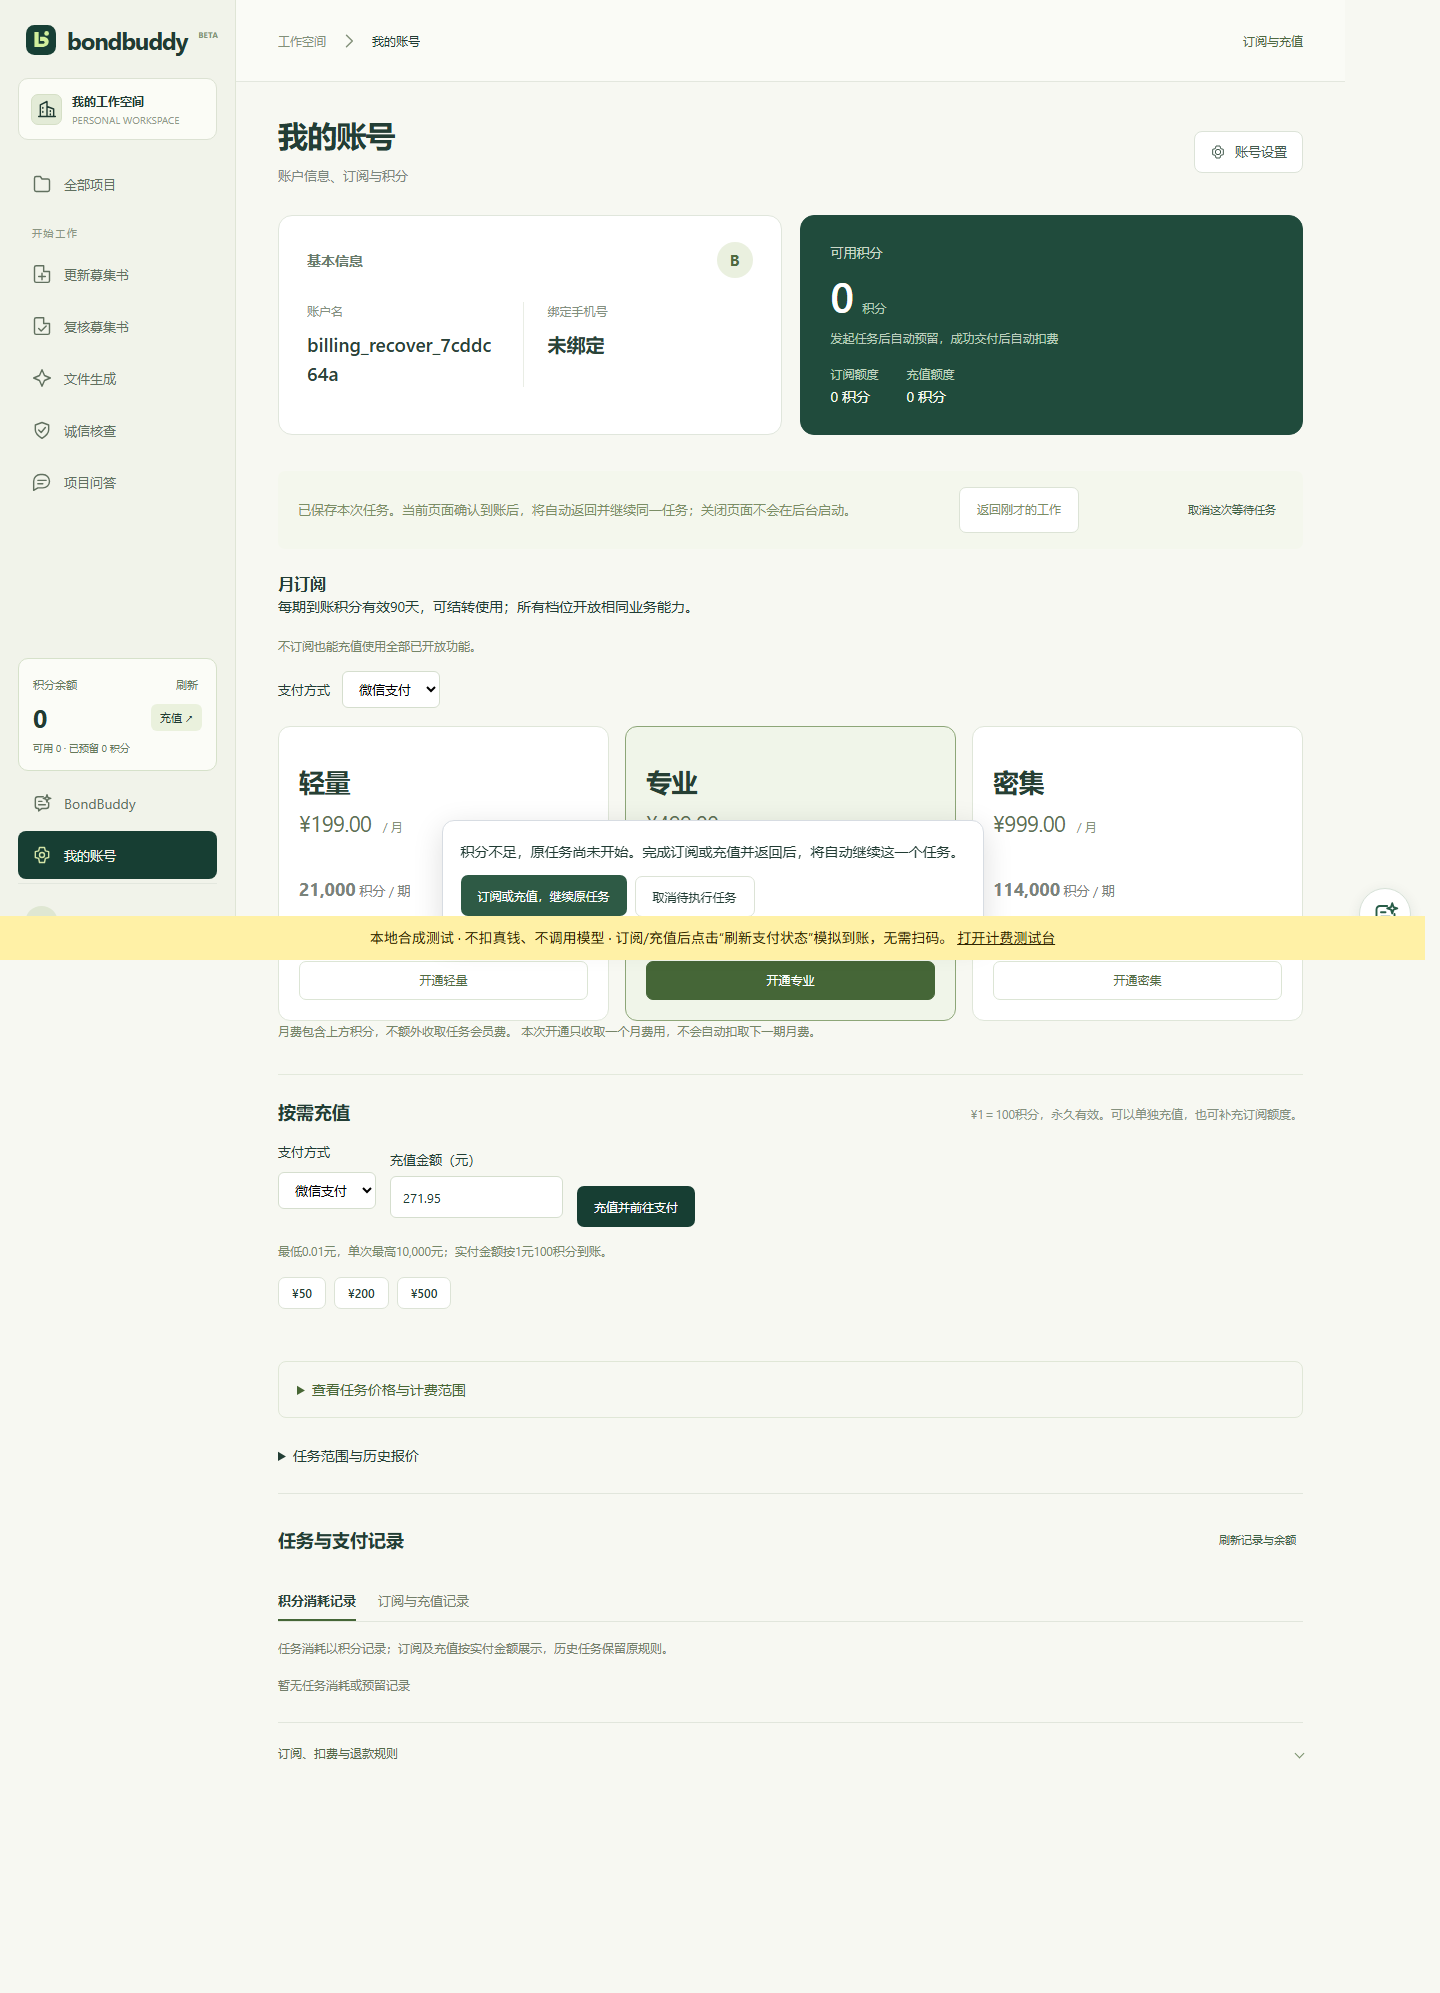 bondbuddy BETA
我的工作空间
PERSONAL WORKSPACE
全部项目
开始工作
更新募集书
复核募集书
文件生成
诚信核查
项目问答
积分余额 刷新
0 充值 ↗
可用 0 · 已预留 0 积分
BondBuddy
我的账号
工作空间 我的账号 订阅与充值
我的账号
账户信息、订阅与积分
账号设置
基本信息 B
账户名
billing_recover_7cddc
64a
绑定手机号
未绑定
可用积分
0 积分
发起任务后自动预留，成功交付后自动扣费
订阅额度 充值额度
0 积分 0 积分
已保存本次任务。当前页面确认到账后，将自动返回并继续同一任务；关闭页面不会在后台启动。 返回刚才的工作 取消这次等待任务
月订阅
每期到账积分有效90天，可结转使用；所有档位开放相同业务能力。
不订阅也能充值使用全部已开放功能。
支付方式 微信支付
轻量
¥199.00 / 月
21,000 积分 / 期
开通轻量
专业
开通专业
密集
¥999.00 / 月
114,000 积分 / 期
开通密集
积分不足，原任务尚未开始。完成订阅或充值并返回后，将自动继续这一个任务。
订阅或充值，继续原任务 取消待执行任务
本地合成测试 · 不扣真钱、不调用模型 · 订阅/充值后点击“刷新支付状态”模拟到账，无需扫码。 打开计费测试台
月费包含上方积分，不额外收取任务会员费。 本次开通只收取一个月费用，不会自动扣取下一期月费。
按需充值 ¥1 = 100积分，永久有效。可以单独充值，也可补充订阅额度。
支付方式
微信支付
充值金额（元）
271.95
充值并前往支付
最低0.01元，单次最高10,000元；实付金额按1元100积分到账。
¥50 ¥200 ¥500
查看任务价格与计费范围
任务范围与历史报价
任务与支付记录 刷新记录与余额
积分消耗记录 订阅与充值记录
任务消耗以积分记录；订阅及充值按实付金额展示，历史任务保留原规则。
暂无任务消耗或预留记录
订阅、扣费与退款规则